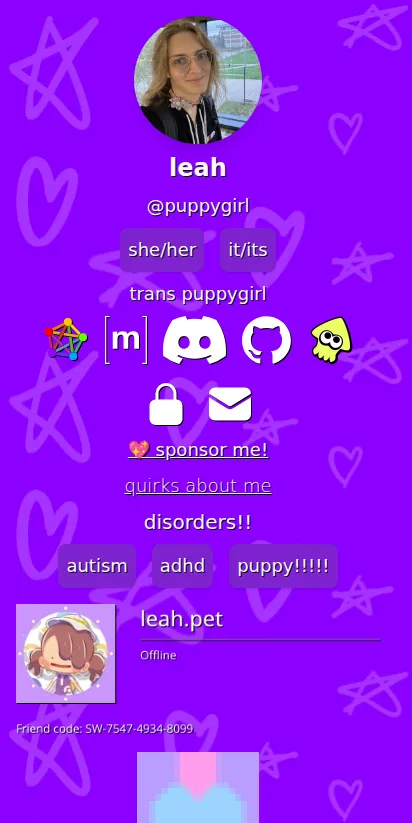 leah
@puppygirl
she/her it/its
trans puppygirl
[m]
💖 sponsor me!
quirks about me
disorders!!
autism adhd puppy!!!!!
leah.pet
Offline
Friend code: SW-7547-4934-8099